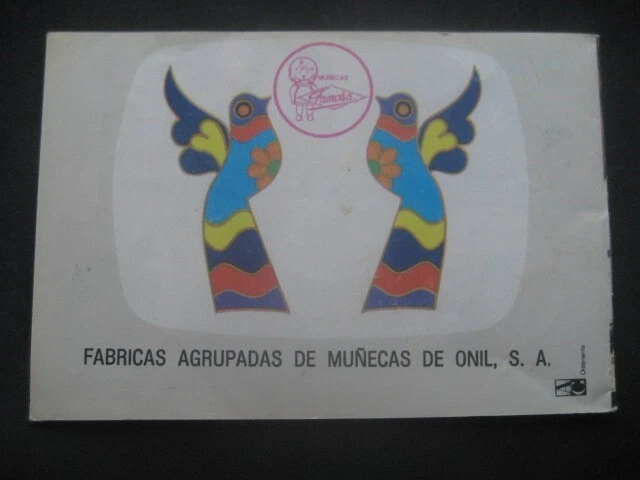 MUÑECAS
Famosa
FABRICAS AGRUPADAS DE MUÑECAS DE ONIL, S. A.